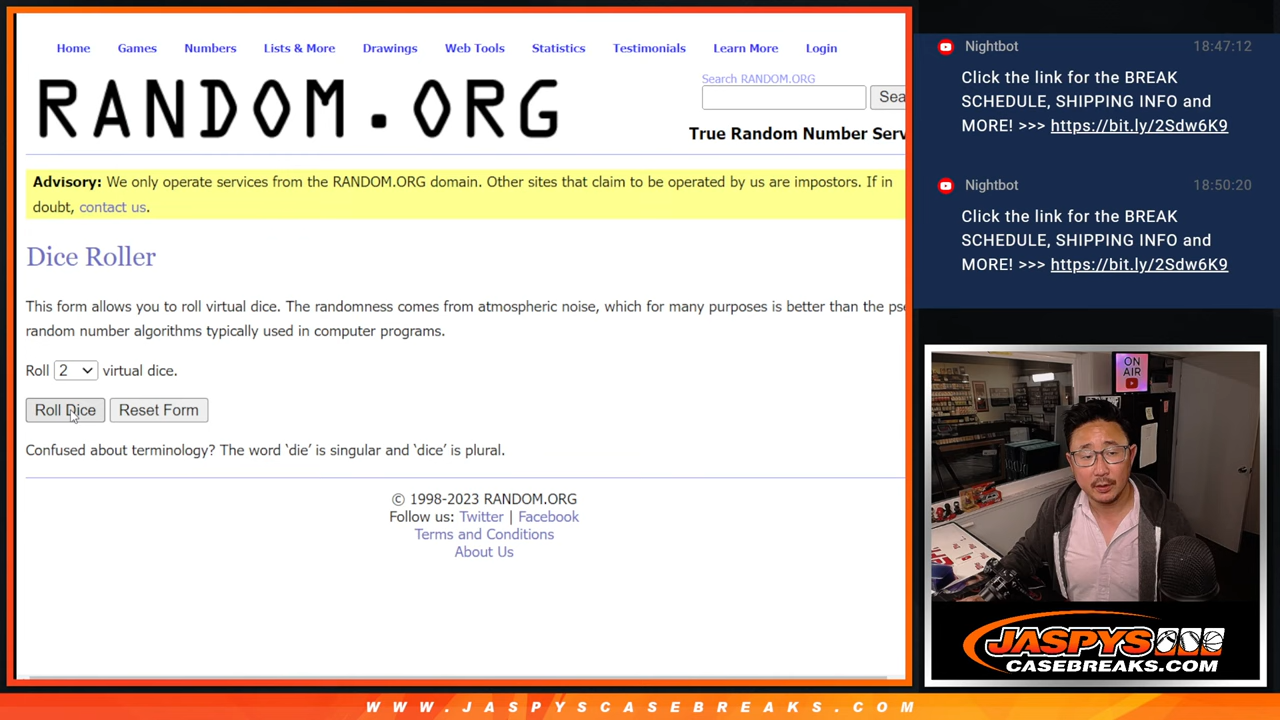 Home Games Numbers Lists & More Drawings Web Tools Statistics Testimonials Learn More Login
RANDOM.ORG
Search RANDOM.ORG
Sea
True Random Number Serv
Advisory: We only operate services from the RANDOM.ORG domain. Other sites that claim to be operated by us are impostors. If in
doubt, contact us.
Dice Roller
This form allows you to roll virtual dice. The randomness comes from atmospheric noise, which for many purposes is better than the pse
random number algorithms typically used in computer programs.
Roll 2 virtual dice.
Roll Dice Reset Form
Confused about terminology? The word ‘die’ is singular and ‘dice’ is plural.
© 1998-2023 RANDOM.ORG
Follow us: Twitter | Facebook
Terms and Conditions
About Us
Nightbot 18:47:12
Click the link for the BREAK
SCHEDULE, SHIPPING INFO and
MORE! >>> https://bit.ly/2Sdw6K9
Nightbot 18:50:20
Click the link for the BREAK
SCHEDULE, SHIPPING INFO and
MORE! >>> https://bit.ly/2Sdw6K9
ON
AIR
JASPYS
CASEBREAKS.COM
WWW.JASPYSCASEBREAKS.COM